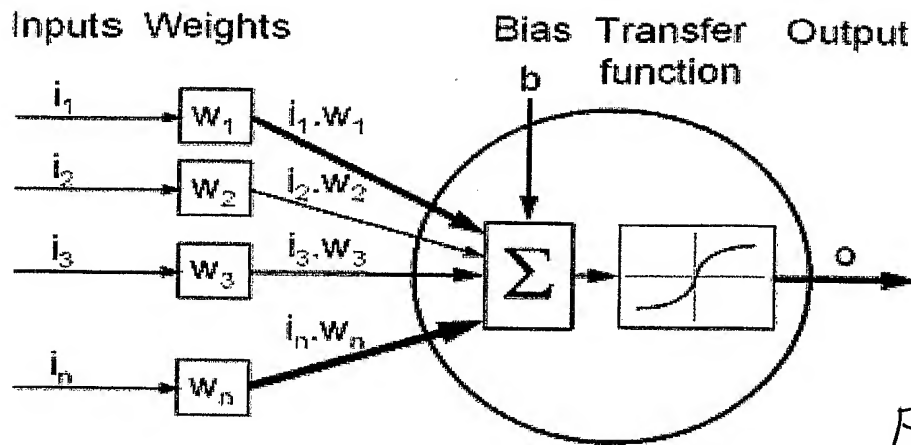 Inputs Weights Bias Transfer function Output
b
i₁ w₁ i₁.w₁
i₂ w₂ i₂.w₂
i₃ w₃ i₃.w₃
Σ
o
iₙ wₙ iₙ.wₙ